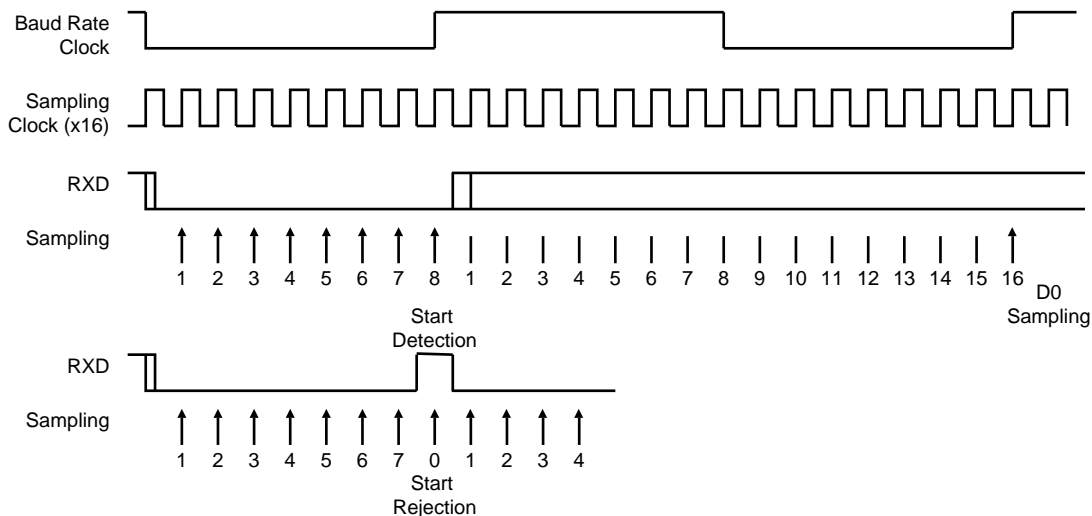 Baud Rate
Clock
Sampling
Clock (x16)
RXD
Sampling
1 2 3 4 5 6 7 8 1 2 3 4 5 6 7 8 9 10 11 12 13 14 15 16
D0
Sampling
Start
Detection
RXD
Sampling
1 2 3 4 5 6 7 0 1 2 3 4
Start
Rejection